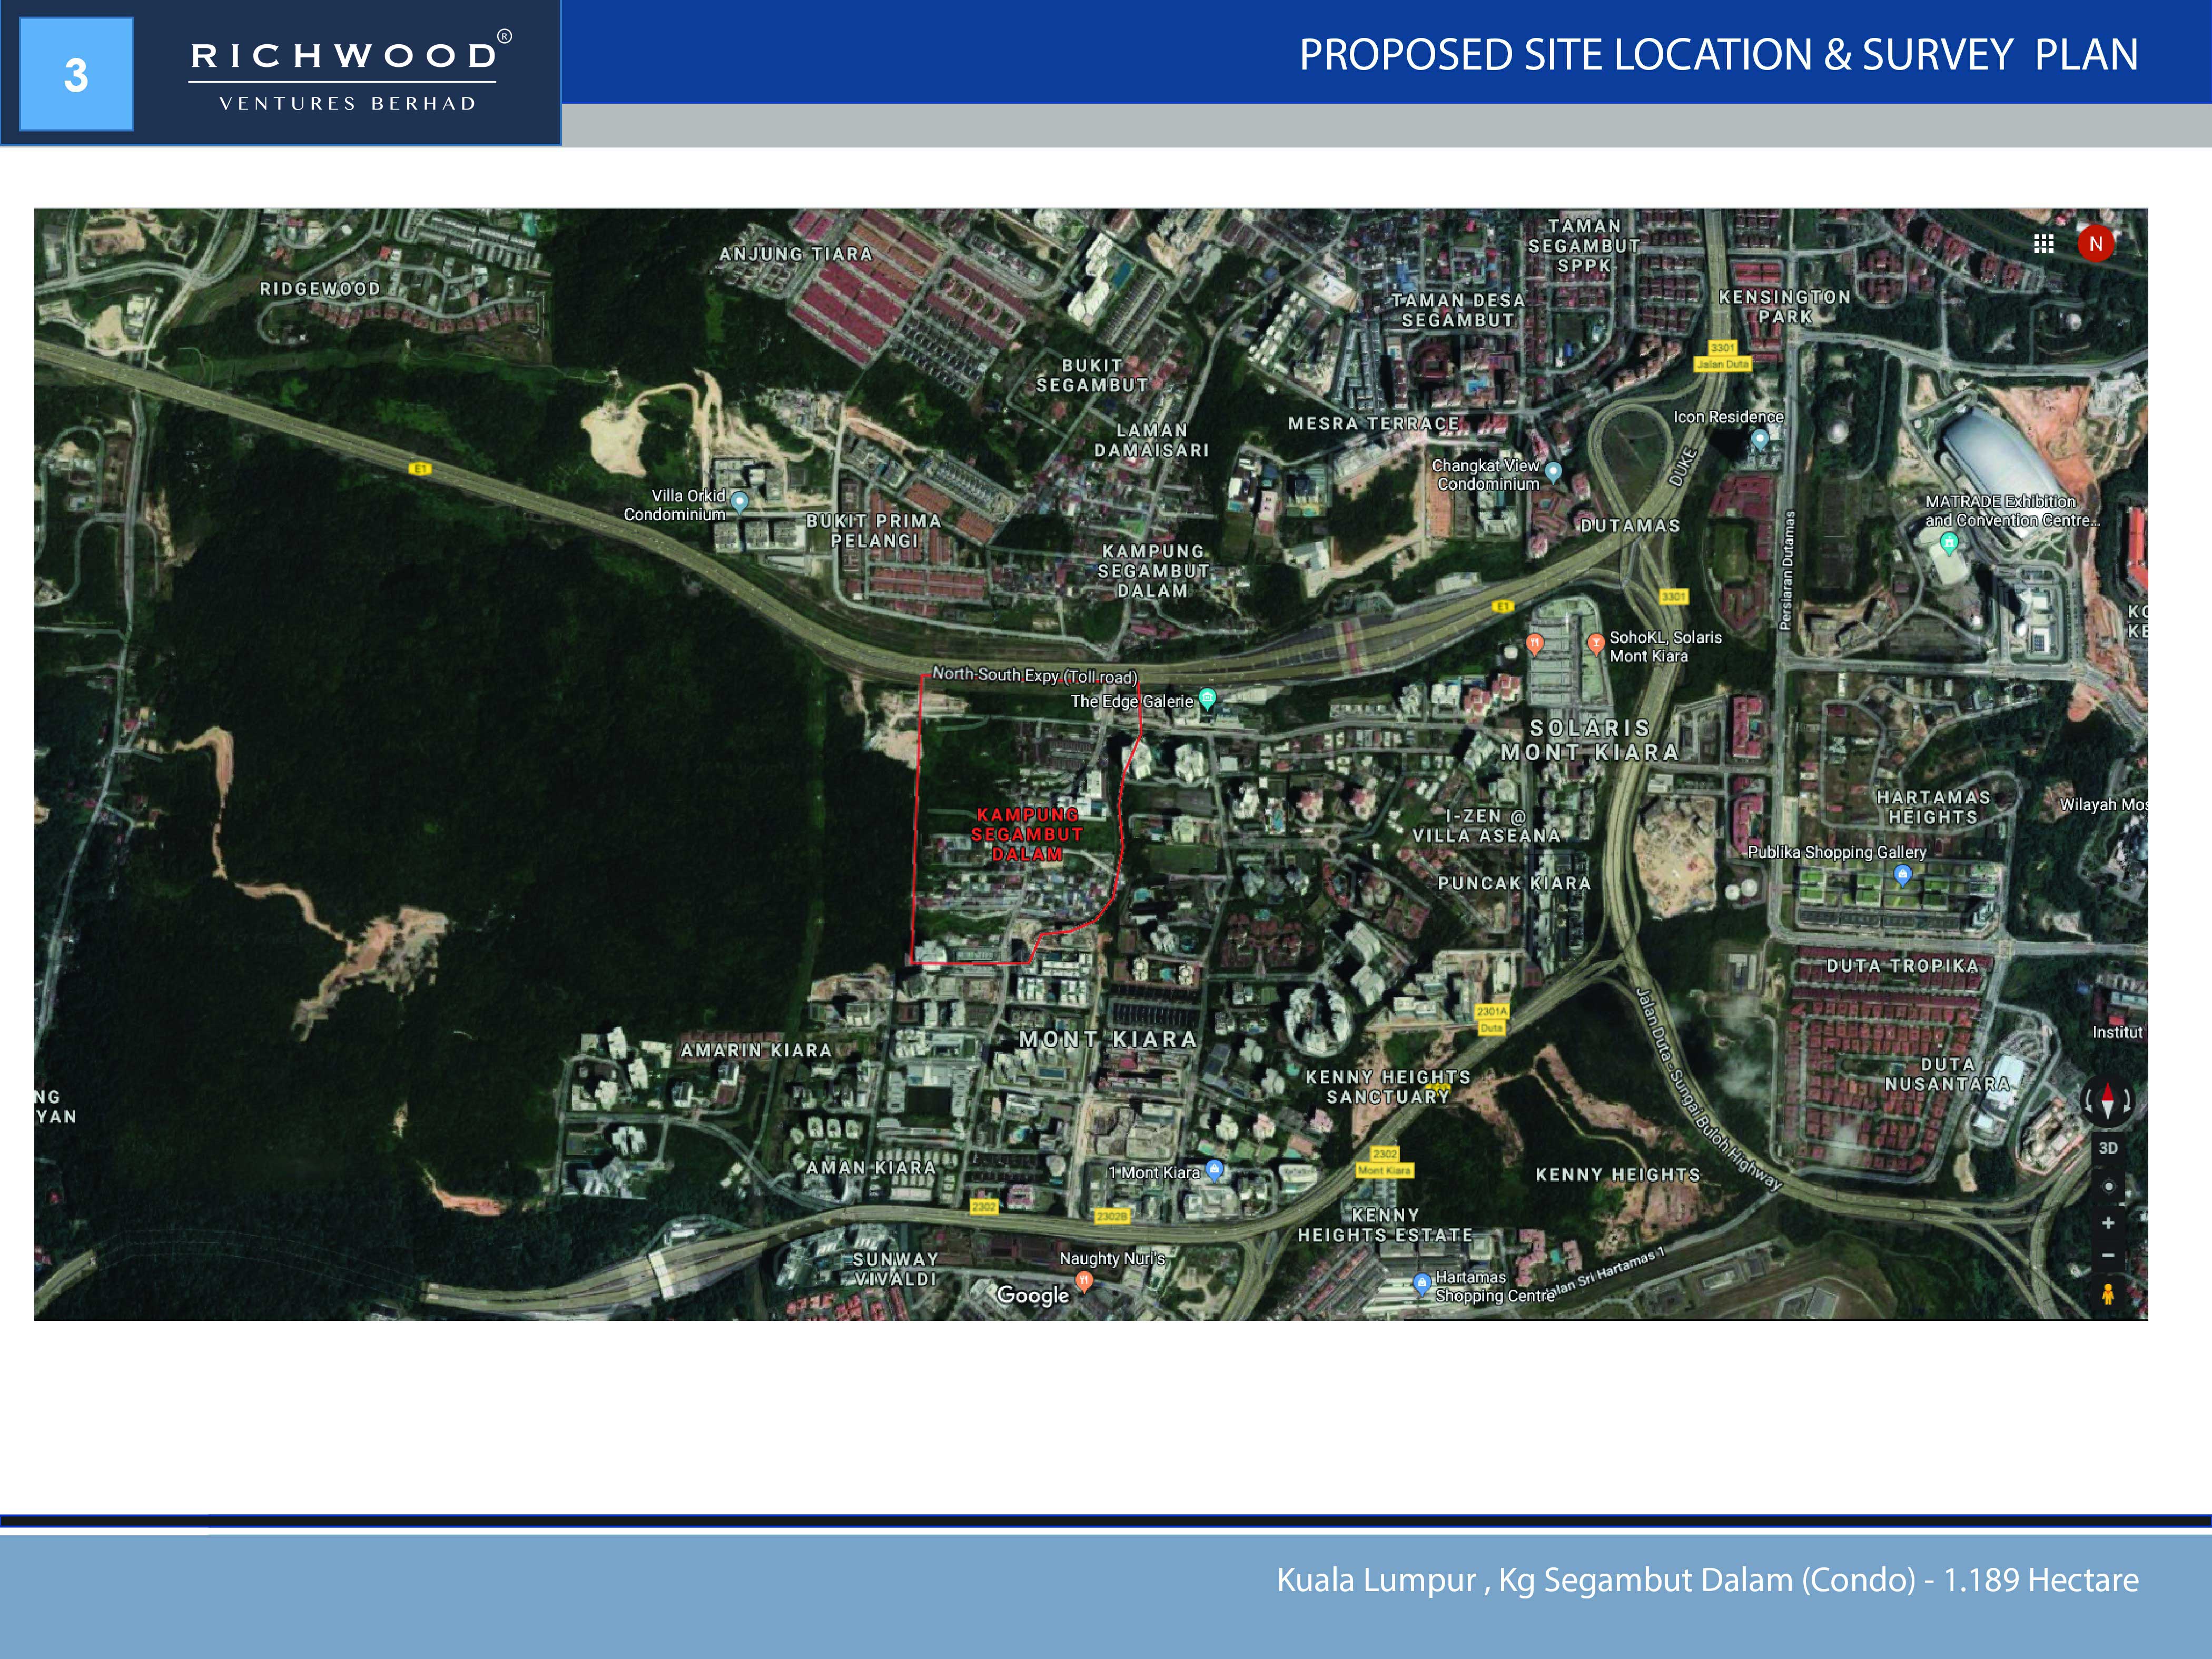 3
RICHWOOD®
VENTURES BERHAD
PROPOSED SITE LOCATION & SURVEY PLAN
TAMAN
SEGAMBUT
SPPK
N
ANJUNG TIARA
RIDGEWOOD
TAMAN DESA
SEGAMBUT
KENSINGTON
PARK
3301
Jalan Duta
BUKIT
SEGAMBUT
MESRA TERRACE
Icon Residence
LAMAN
DAMAISARI
E1
Changkat View
Condominium
DUKE
Villa Orkid
Condominium
BUKIT PRIMA
PELANGI
DUTAMAS
MATRADE Exhibition
and Convention Centre...
Persiaran Dutamas
KAMPUNG
SEGAMBUT
DALAM
E1
3301
KO
KE
SohoKL, Solaris
Mont Kiara
North-South Expy (Toll road)
The Edge Galerie
SOLARIS
MONT KIARA
HARTAMAS
HEIGHTS
Wilayah Mos
KAMPUNG
SEGAMBUT
DALAM
I-ZEN @
VILLA ASEANA
Publika Shopping Gallery
PUNCAK KIARA
DUTA TROPIKA
2301A
Duta
Jalan Duta - Sungai Buloh Highway
Institut
MONT KIARA
AMARIN KIARA
KENNY HEIGHTS
SANCTUARY
DUTA
NUSANTARA
NG
YAN
3D
2302
Mont Kiara
AMAN KIARA
1 Mont Kiara
KENNY HEIGHTS
2302
2302B
KENNY
HEIGHTS ESTATE
+
−
SUNWAY
VIVALDI
Naughty Nuri's
Google
Hartamas
Shopping Centre
Jalan Sri Hartamas 1
Kuala Lumpur , Kg Segambut Dalam (Condo) - 1.189 Hectare